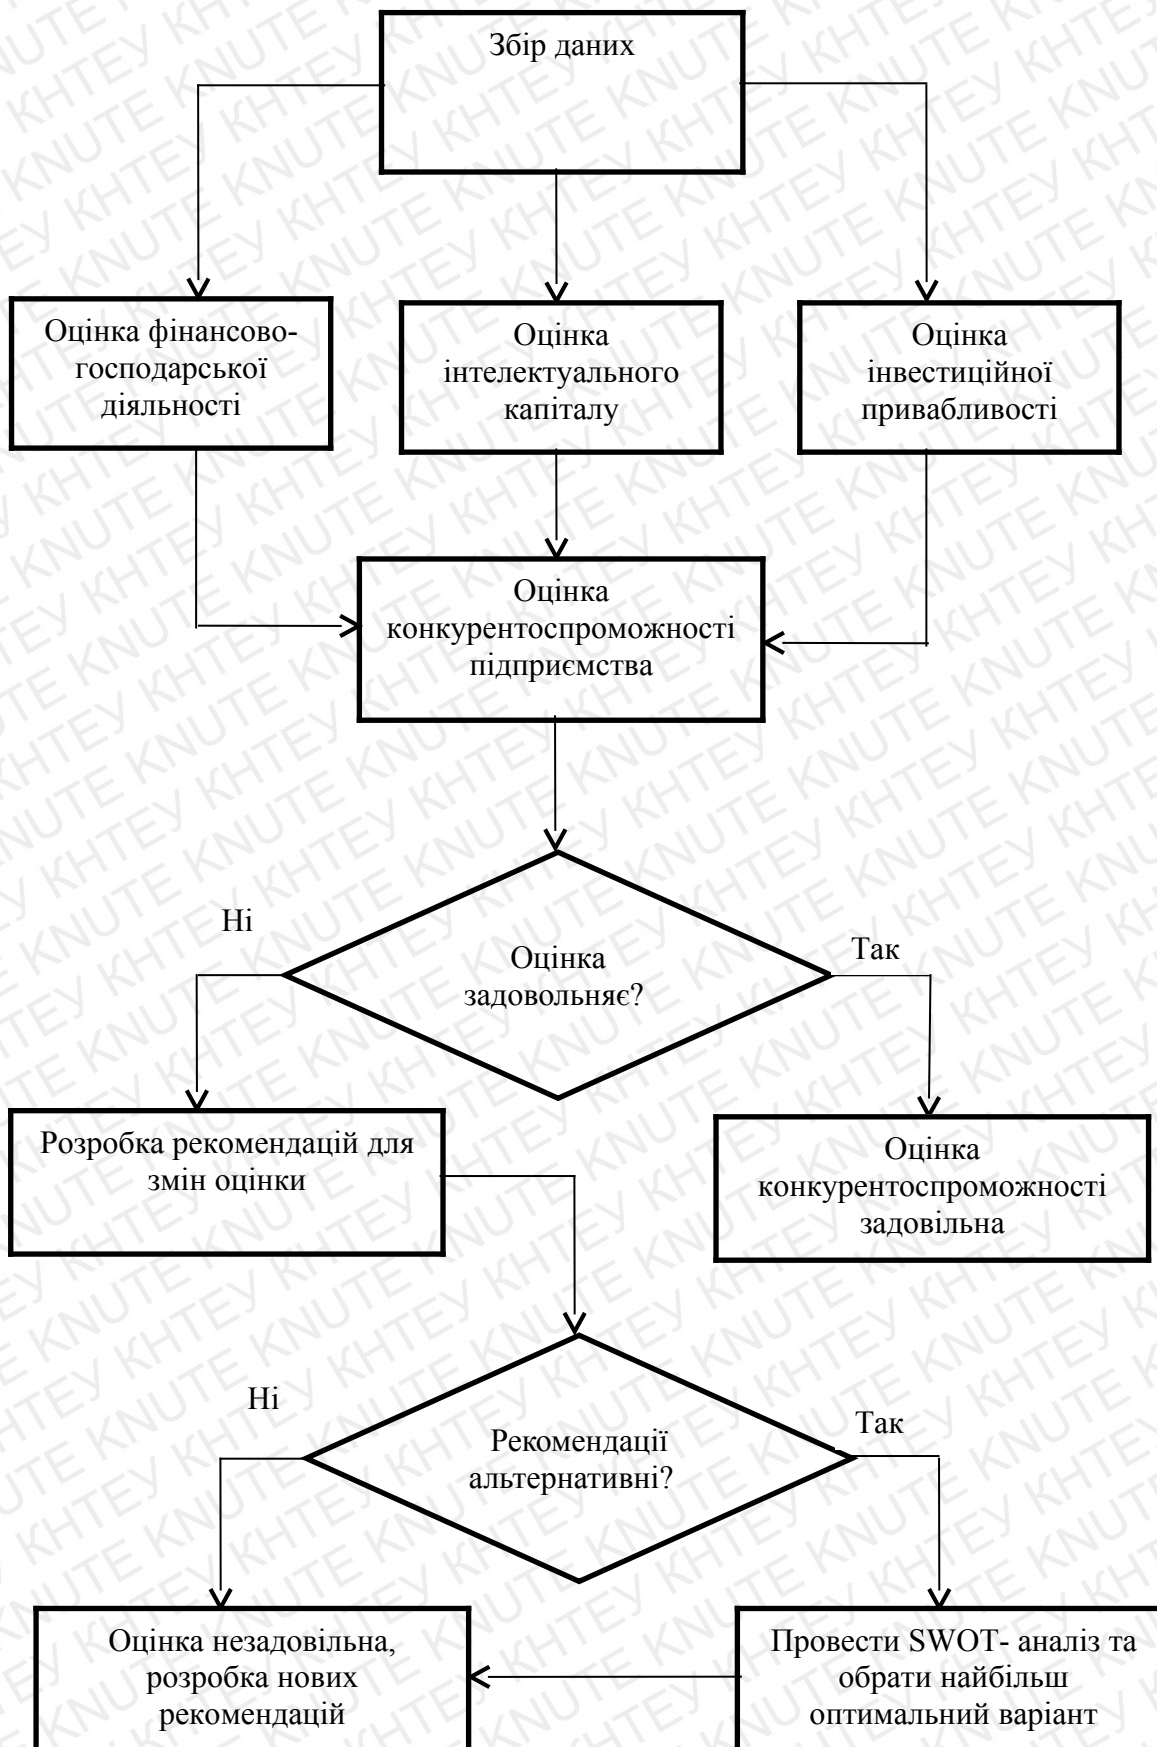 Збір даних
Оцінка фінансово-
господарської
діяльності
Оцінка
інтелектуального
капіталу
Оцінка
інвестиційної
привабливості
Оцінка
конкурентоспроможності
підприємства
Ні
Так
Оцінка
задовольняє?
Розробка рекомендацій для
змін оцінки
Оцінка
конкурентоспроможності
задовільна
Ні
Так
Рекомендації
альтернативні?
Оцінка незадовільна,
розробка нових
рекомендацій
Провести SWOT- аналіз та
обрати найбільш
оптимальний варіант